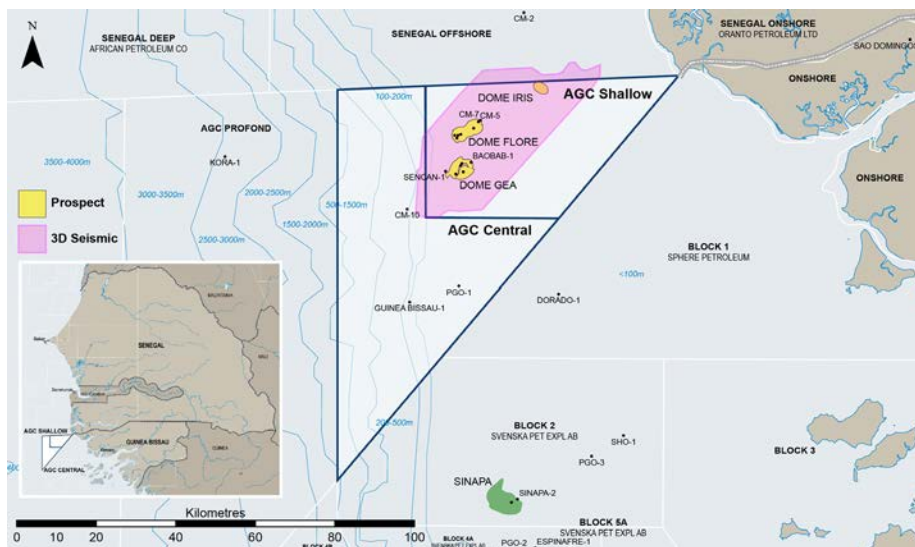 N
SENEGAL DEEP
AFRICAN PETROLEUM CO
SENEGAL OFFSHORE
CM-2
SENEGAL ONSHORE
ORANTO PETROLEUM LTD
SAO DOMINGOS
ONSHORE
100-200m
DOME IRIS
AGC Shallow
CM-7
CM-5
AGC PROFOND
KORA-1
DOME FLORE
BAOBAB-1
SENGAN-1
DOME GEA
3500-4000m
3000-3500m
2000-2500m
500-1500m
1500-2000m
2500-3000m
CM-10
AGC Central
ONSHORE
Prospect
3D Seismic
BLOCK 1
SPHERE PETROLEUM
<100m
PGO-1
GUINEA BISSAU-1
DORADO-1
SENEGAL
AGC SHALLOW
GUINEA BISSAU
GUINEA
AGC CENTRAL
200-500m
BLOCK 2
SVENSKA PET EXPL AB
SHO-1
PGO-3
BLOCK 3
SINAPA
SINAPA-2
Kilometres
0 10 20 40 60 80 100
BLOCK 5A
SVENSKA PET EXPL AB
BLOCK 4A
PGO-2
ESPINAFRE-1